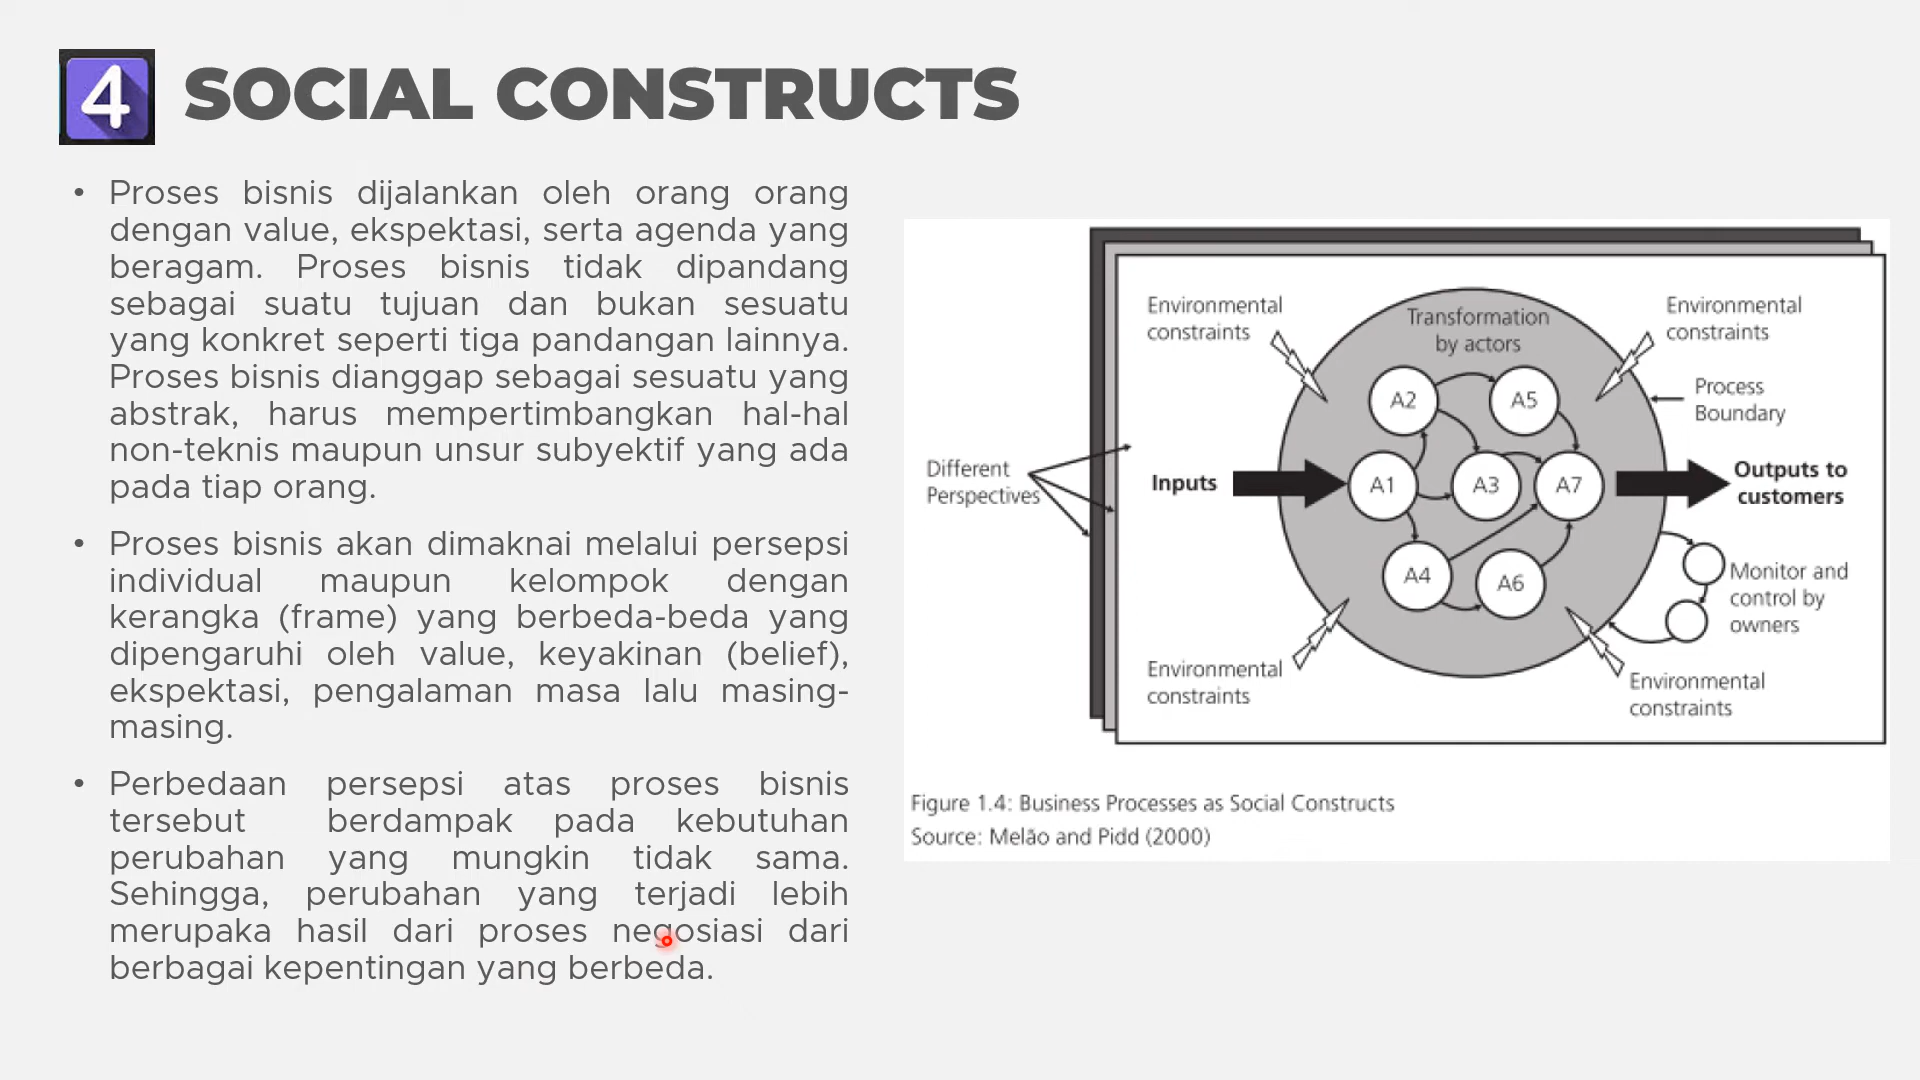 4 SOCIAL CONSTRUCTS
• Proses bisnis dijalankan oleh orang orang
dengan value, ekspektasi, serta agenda yang
beragam. Proses bisnis tidak dipandang
sebagai suatu tujuan dan bukan sesuatu
yang konkret seperti tiga pandangan lainnya.
Proses bisnis dianggap sebagai sesuatu yang
abstrak, harus mempertimbangkan hal-hal
non-teknis maupun unsur subyektif yang ada
pada tiap orang.
• Proses bisnis akan dimaknai melalui persepsi
individual maupun kelompok dengan
kerangka (frame) yang berbeda-beda yang
dipengaruhi oleh value, keyakinan (belief),
ekspektasi, pengalaman masa lalu masing-
masing.
• Perbedaan persepsi atas proses bisnis
tersebut berdampak pada kebutuhan
perubahan yang mungkin tidak sama.
Sehingga, perubahan yang terjadi lebih
merupaka hasil dari proses negosiasi dari
berbagai kepentingan yang berbeda.
Different
Perspectives
Environmental
constraints
Transformation
by actors
Environmental
constraints
Process
Boundary
A2
A5
Inputs
A1
A3
A7
Outputs to
customers
A4
A6
Monitor and
control by
owners
Environmental
constraints
Environmental
constraints
Figure 1.4: Business Processes as Social Constructs
Source: Melão and Pidd (2000)